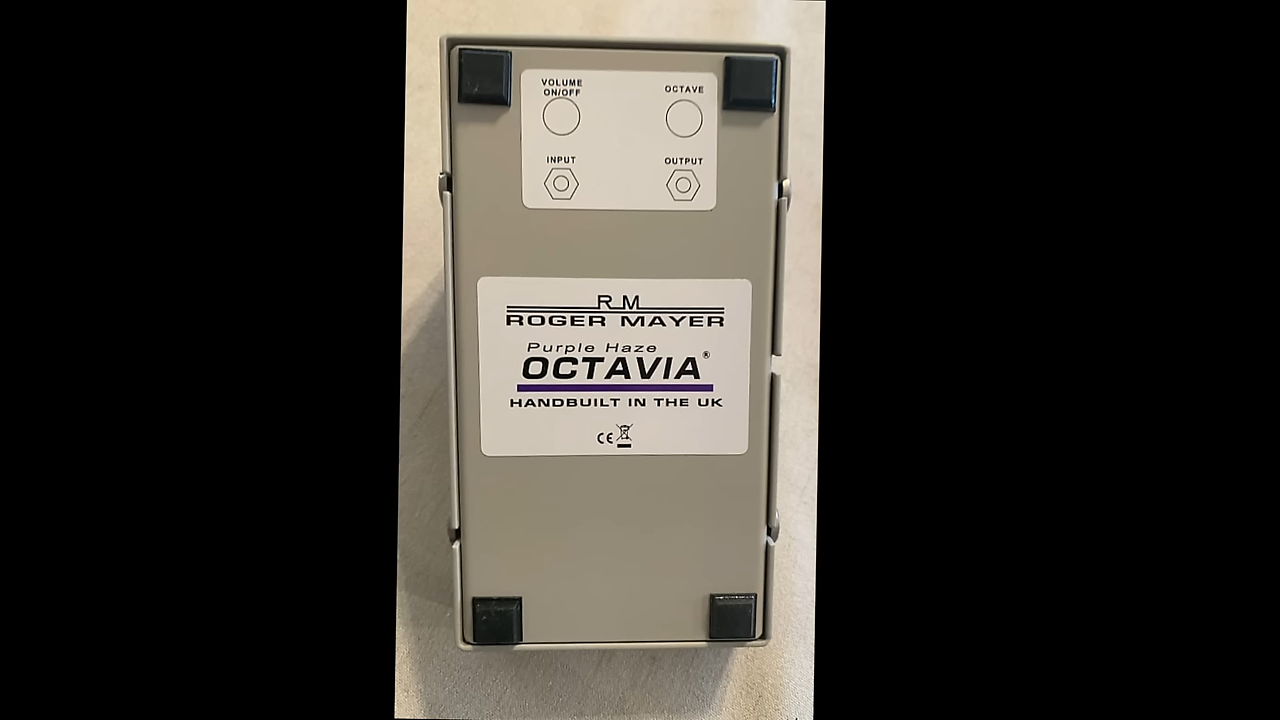 VOLUME
ON/OFF
OCTAVE
INPUT
OUTPUT
RM
ROGER MAYER
Purple Haze
OCTAVIA®
HANDBUILT IN THE UK
CE